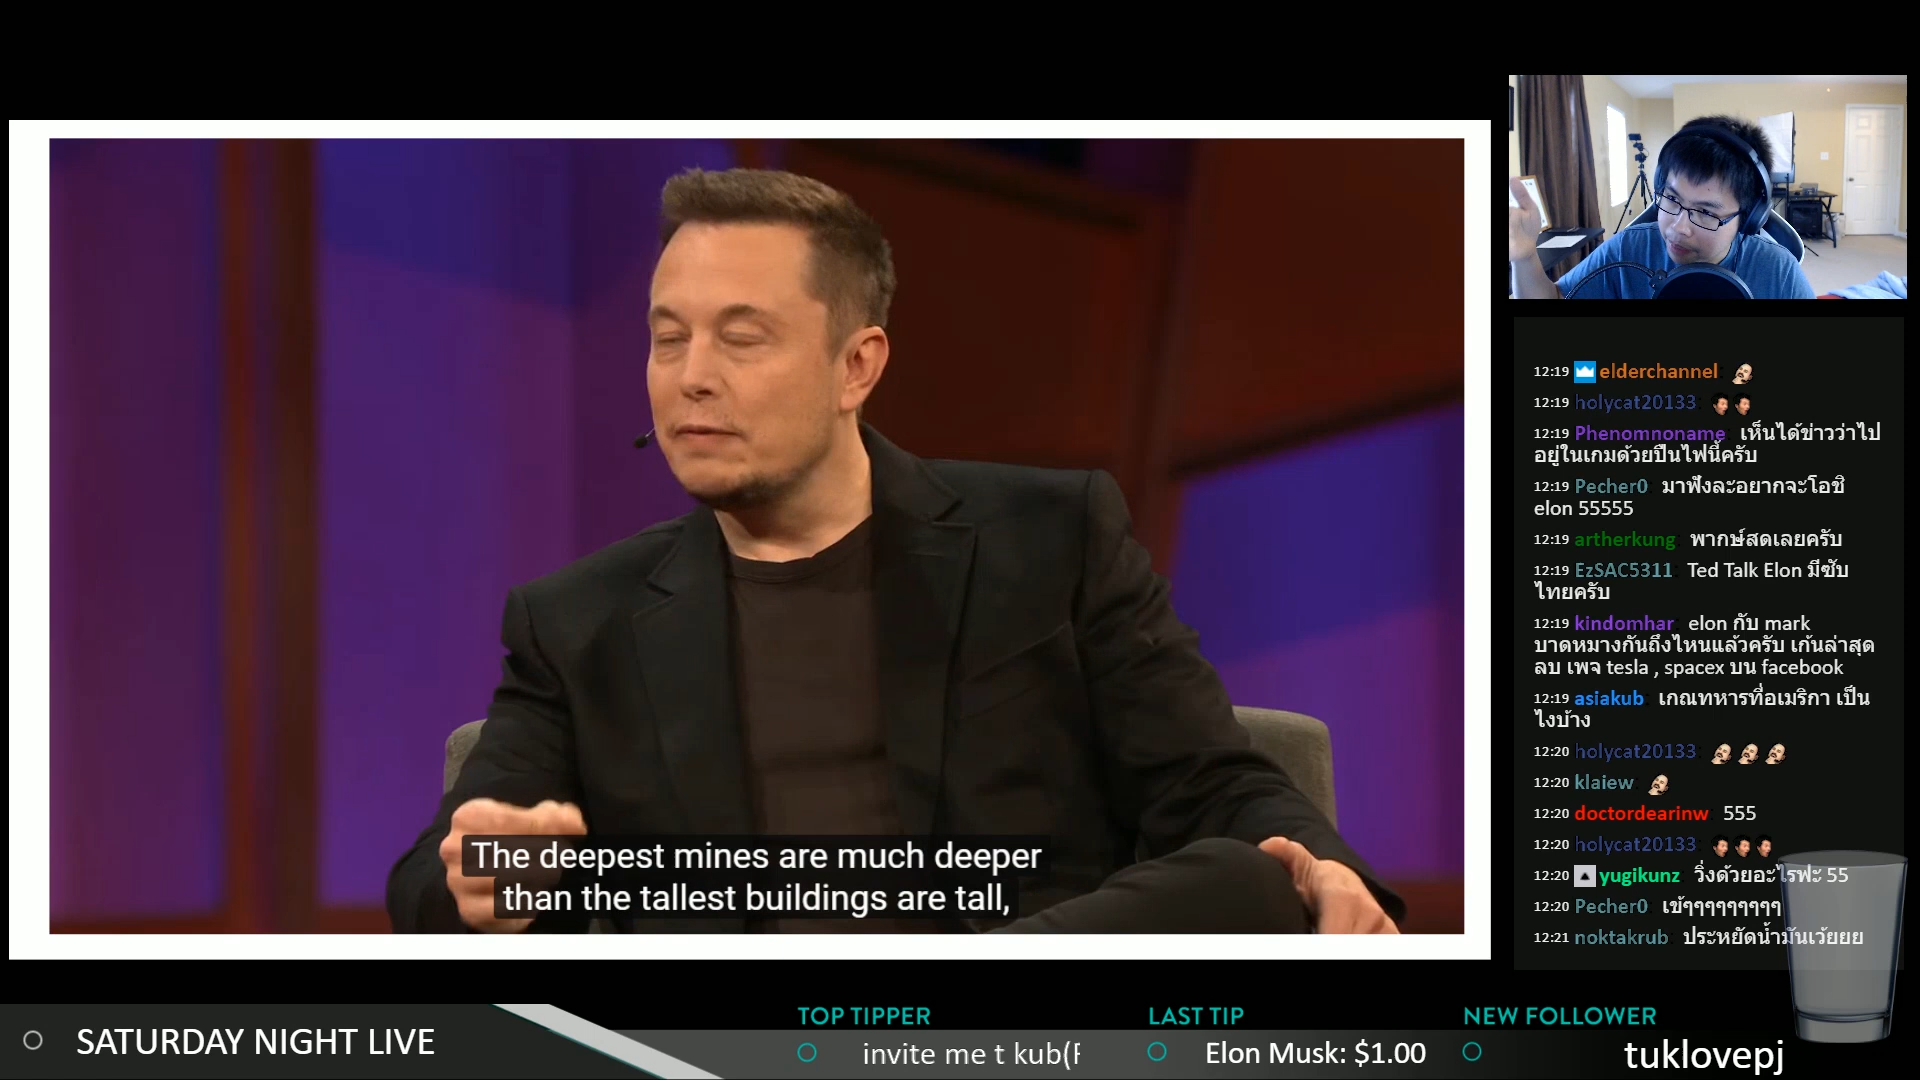 The deepest mines are much deeper
than the tallest buildings are tall,
12:19 elderchannel
12:19 holycat20133
12:19 Phenomnoname เห็นได้ข่าวว่าไป
อยู่ในเกมด้วยปืนไฟนี้ครับ
12:19 Pecher0 มาฟังละอยากจะโอชิ
elon 55555
12:19 artherkung พากษ์สดเลยครับ
12:19 EzSAC5311 Ted Talk Elon มีซับ
ไทยครับ
12:19 kindomhar elon กับ mark
บาดหมางกันถึงไหนแล้วครับ เก้นล่าสุด
ลบ เพจ tesla , spacex บน facebook
12:19 asiakub เกณทหารที่อเมริกา เป็น
ไงบ้าง
12:20 holycat20133
12:20 klaiew
12:20 doctordearinw 555
12:20 holycat20133
12:20 yugikunz วิ่งด้วยอะไรฟะ 55
12:20 Pecher0 เข้ๅๅๅๅๅๅๅๅๅ
12:21 noktakrub ประหยัดน้ำมันเว้ยยย
SATURDAY NIGHT LIVE
TOP TIPPER
invite me t kub(F
LAST TIP
Elon Musk: $1.00
NEW FOLLOWER
tuklovepj